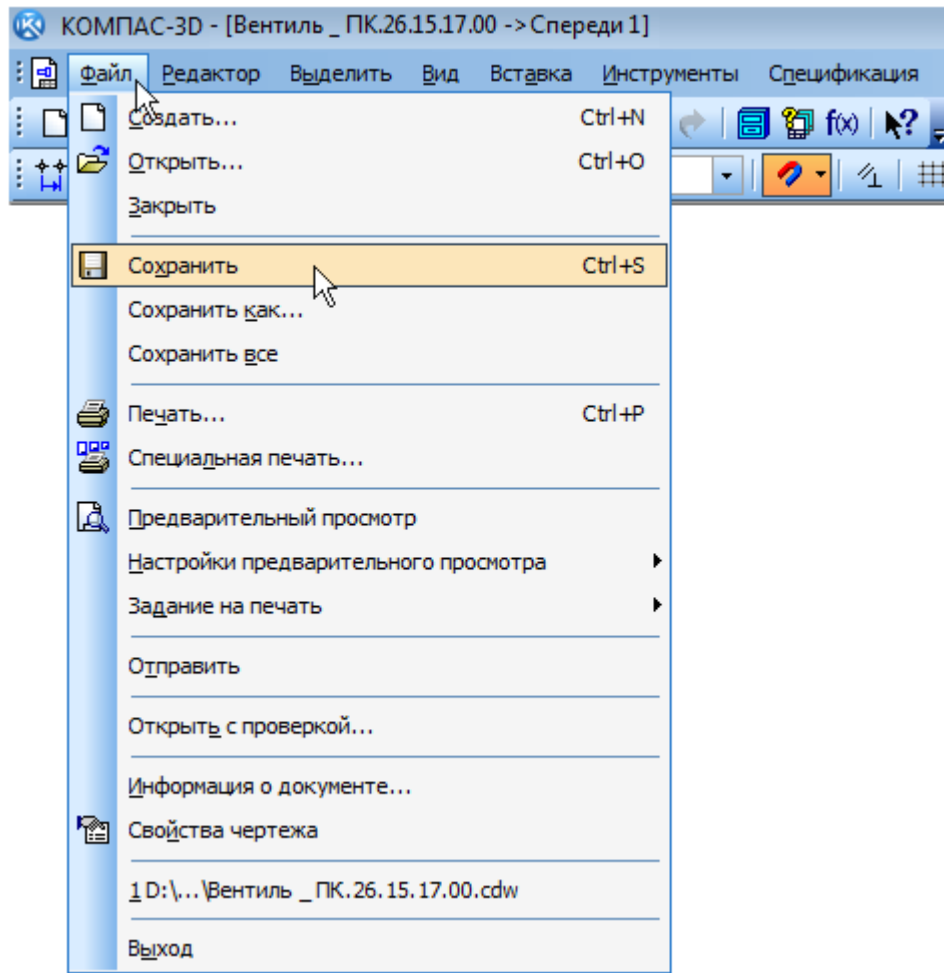 КОМПАС-3D - [Вентиль _ ПК.26.15.17.00 ->Спереди 1]
Файл Редактор Выделить Вид Вставка Инструменты Спецификация
Создать... Ctrl+N
f(x) ?
Открыть... Ctrl+O
Закрыть
Сохранить Ctrl+S
Сохранить как...
Сохранить все
Печать... Ctrl+P
Специальная печать...
Предварительный просмотр
Настройки предварительного просмотра
Задание на печать
Отправить
Открыть с проверкой...
Информация о документе...
Свойства чертежа
1 D:\...\Вентиль _ ПК.26.15.17.00.cdw
Выход